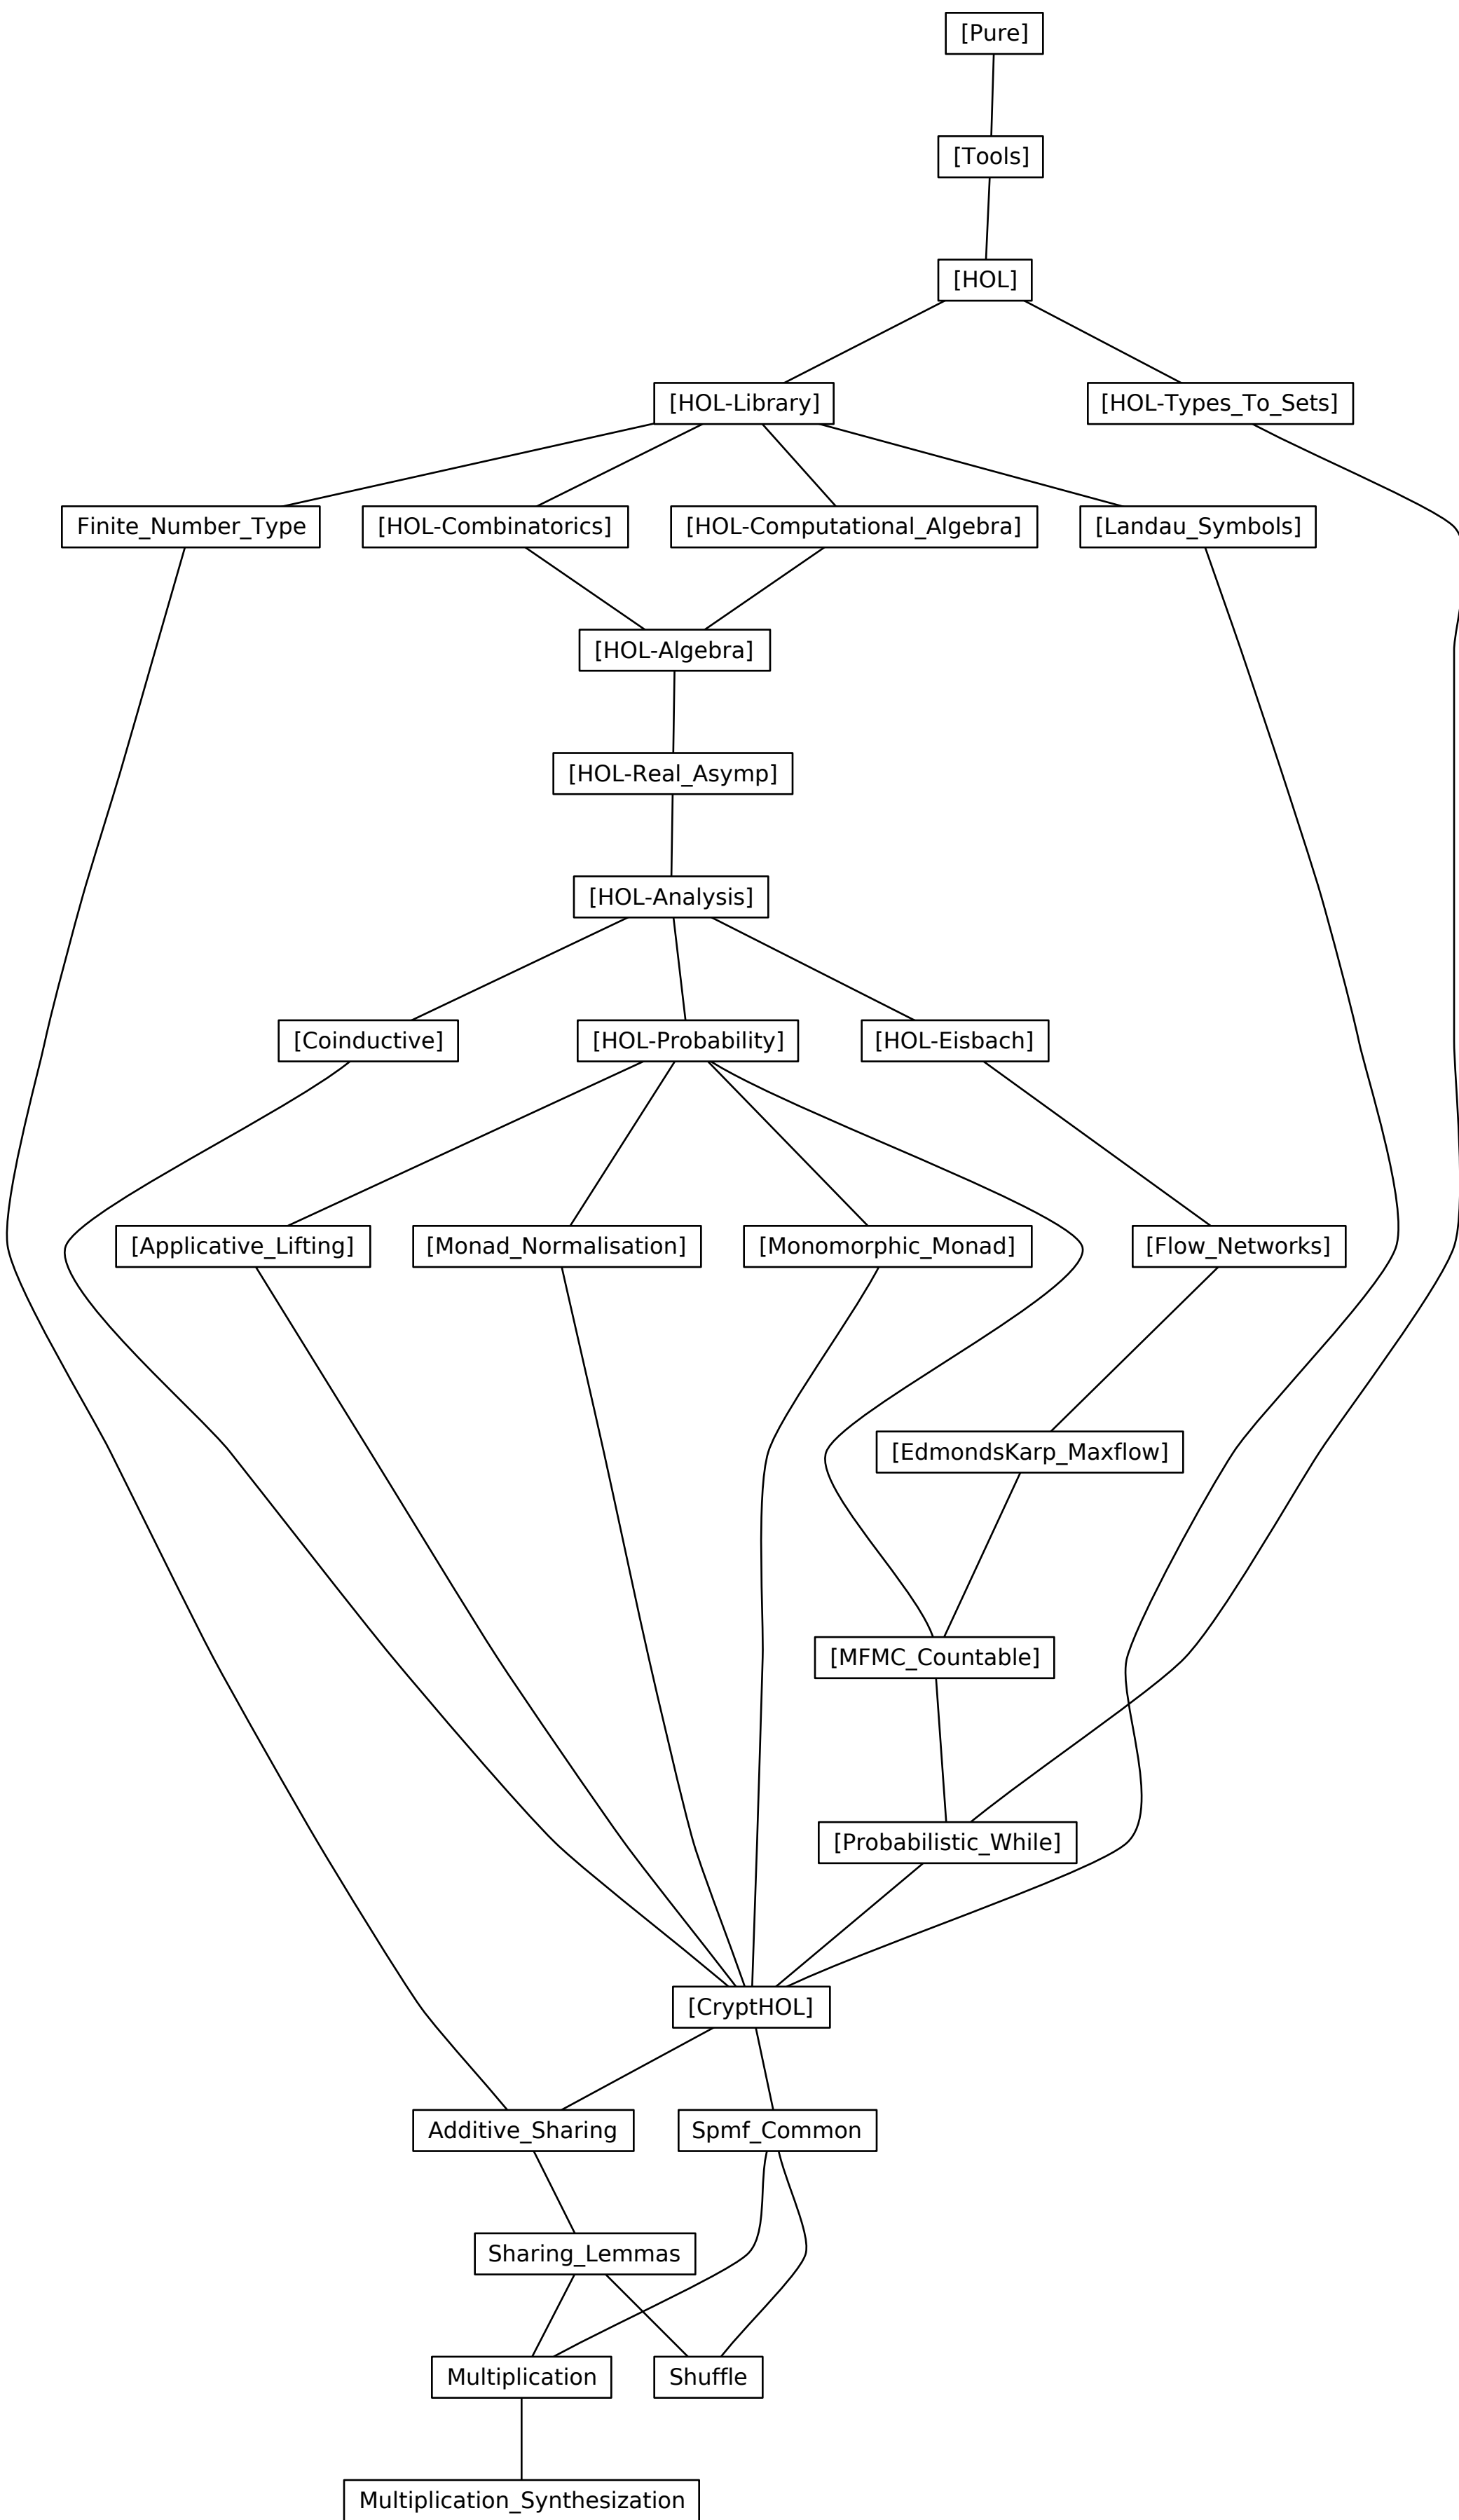 [Pure]
[Tools]
[HOL]
[HOL-Library]
[HOL-Types_To_Sets]
Finite_Number_Type
[HOL-Combinatorics]
[HOL-Computational_Algebra]
[Landau_Symbols]
[HOL-Algebra]
[HOL-Real_Asymp]
[HOL-Analysis]
[Coinductive]
[HOL-Probability]
[HOL-Eisbach]
[Applicative_Lifting]
[Monad_Normalisation]
[Monomorphic_Monad]
[Flow_Networks]
[EdmondsKarp_Maxflow]
[MFMC_Countable]
[Probabilistic_While]
[CryptHOL]
Additive_Sharing
Spmf_Common
Sharing_Lemmas
Multiplication
Shuffle
Multiplication_Synthesization